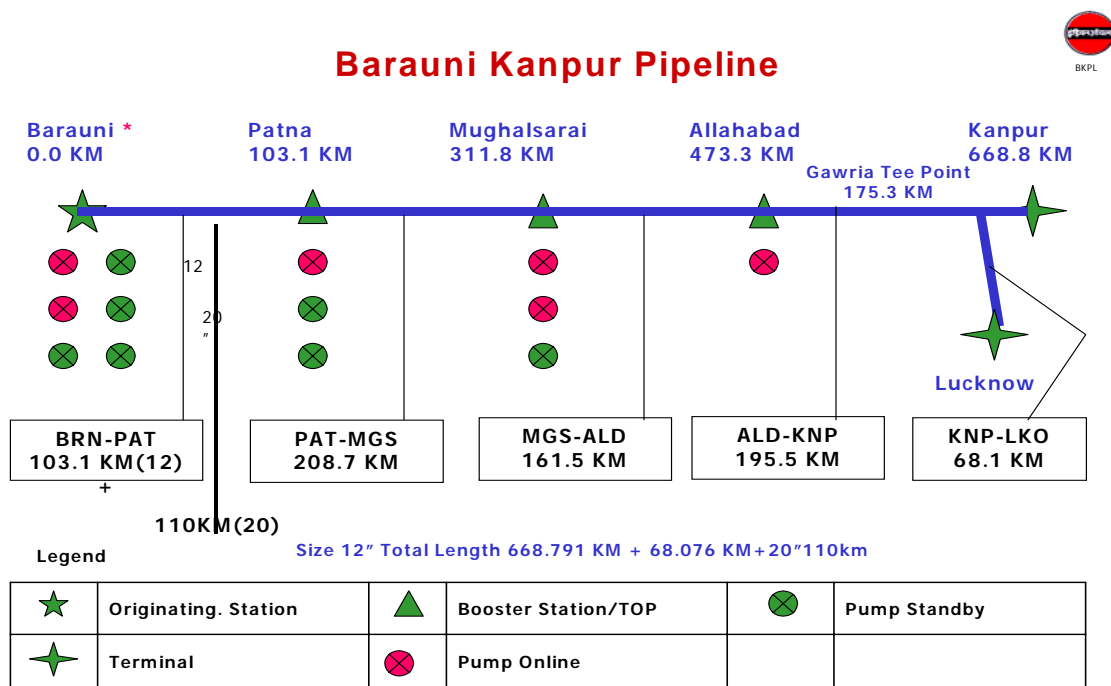 Barauni Kanpur Pipeline
BKPL
Barauni *
0.0 KM
Patna
103.1 KM
Mughalsarai
311.8 KM
Allahabad
473.3 KM
Kanpur
668.8 KM
Gawria Tee Point
175.3 KM
12
20
″
Lucknow
BRN-PAT
103.1 KM(12)
+
PAT-MGS
208.7 KM
MGS-ALD
161.5 KM
ALD-KNP
195.5 KM
KNP-LKO
68.1 KM
110KM(20)
Legend
Size 12″ Total Length 668.791 KM + 68.076 KM+20″110km
Originating. Station
Booster Station/TOP
Pump Standby
Terminal
Pump Online